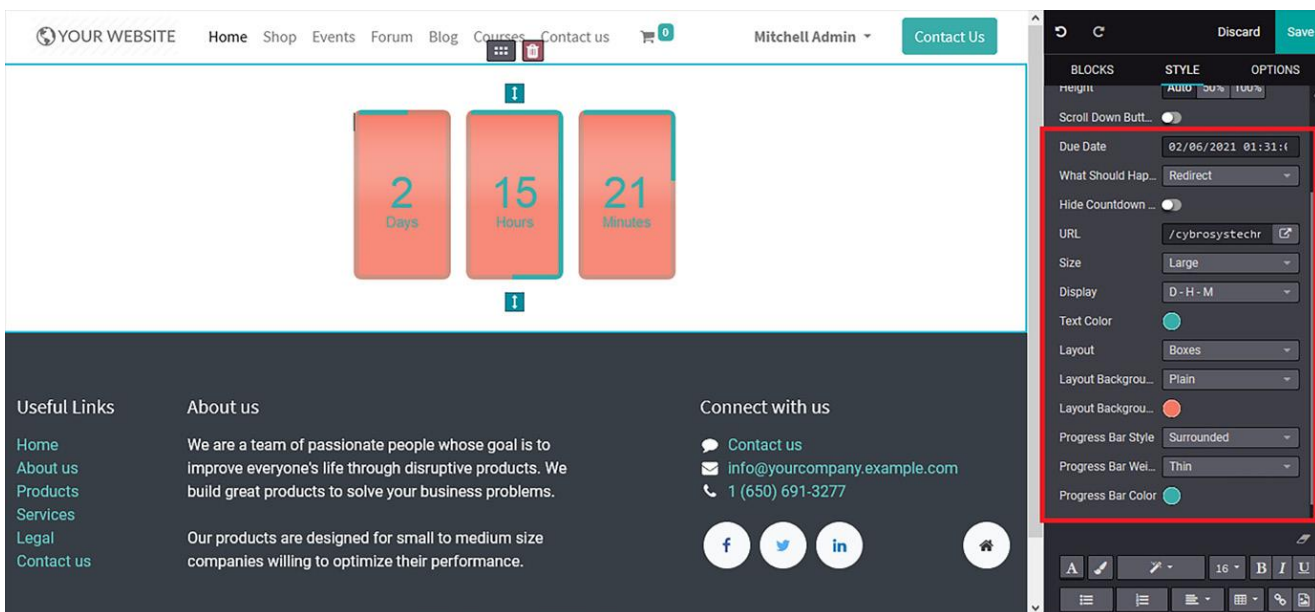 YOUR WEBSITE
Home Shop Events Forum Blog Courses Contact us 0
Mitchell Admin
Contact Us
2
Days
15
Hours
21
Minutes
Useful Links
Home
About us
Products
Services
Legal
Contact us
About us
We are a team of passionate people whose goal is to
improve everyone's life through disruptive products. We
build great products to solve your business problems.
Our products are designed for small to medium size
companies willing to optimize their performance.
Connect with us
Contact us
info@yourcompany.example.com
1 (650) 691-3277
f
in
Discard Save
BLOCKS STYLE OPTIONS
Height Auto 50% 100%
Scroll Down Butt...
Due Date 02/06/2021 01:31:
What Should Hap... Redirect
Hide Countdown ...
URL /cybrosystech
Size Large
Display D - H - M
Text Color
Layout Boxes
Layout Backgrou... Plain
Layout Backgrou...
Progress Bar Style Surrounded
Progress Bar Wei... Thin
Progress Bar Color
A 16 B I U